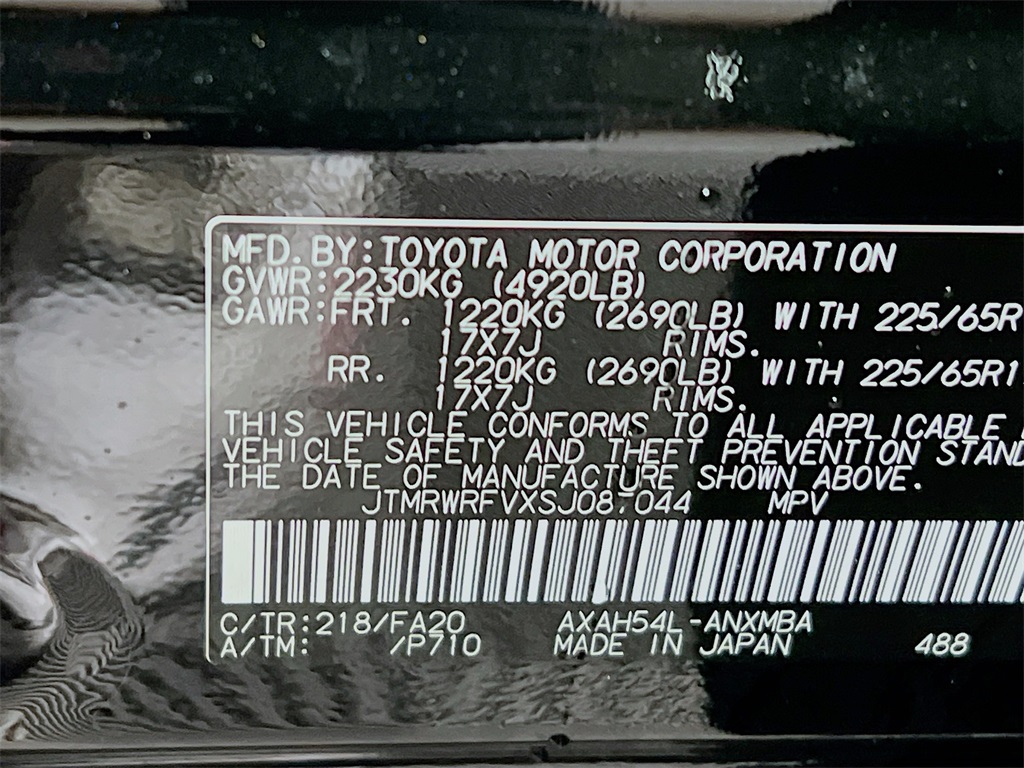 MFD. BY: TOYOTA MOTOR CORPORATION
GVWR: 2230KG (4920LB)
GAWR: FRT. 1220KG (2690LB) WITH 225/65R
17X7J RIMS.
RR. 1220KG (2690LB) WITH 225/65R1
17X7J RIMS.
THIS VEHICLE CONFORMS TO ALL APPLICABLE
VEHICLE SAFETY AND THEFT PREVENTION STAND
THE DATE OF MANUFACTURE SHOWN ABOVE.
MPV
C/TR: 218/FA20 AXAH54L-ANXMBA
A/TM: /P710 MADE IN JAPAN 488